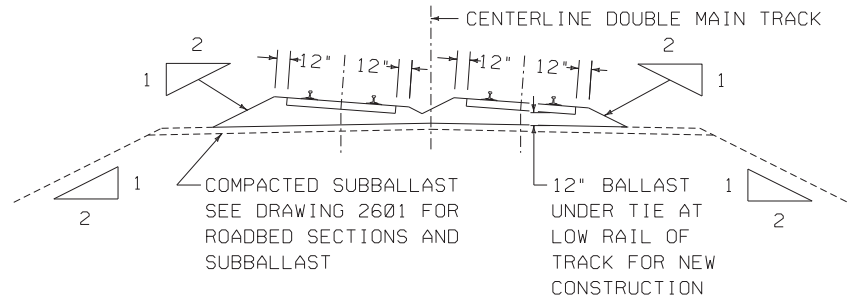 CENTERLINE DOUBLE MAIN TRACK
2
1
12"
12"
12"
12"
2
1
1
2
COMPACTED SUBBALLAST
SEE DRAWING 2601 FOR
ROADBED SECTIONS AND
SUBBALLAST
12" BALLAST
UNDER TIE AT
LOW RAIL OF
TRACK FOR NEW
CONSTRUCTION
1
2